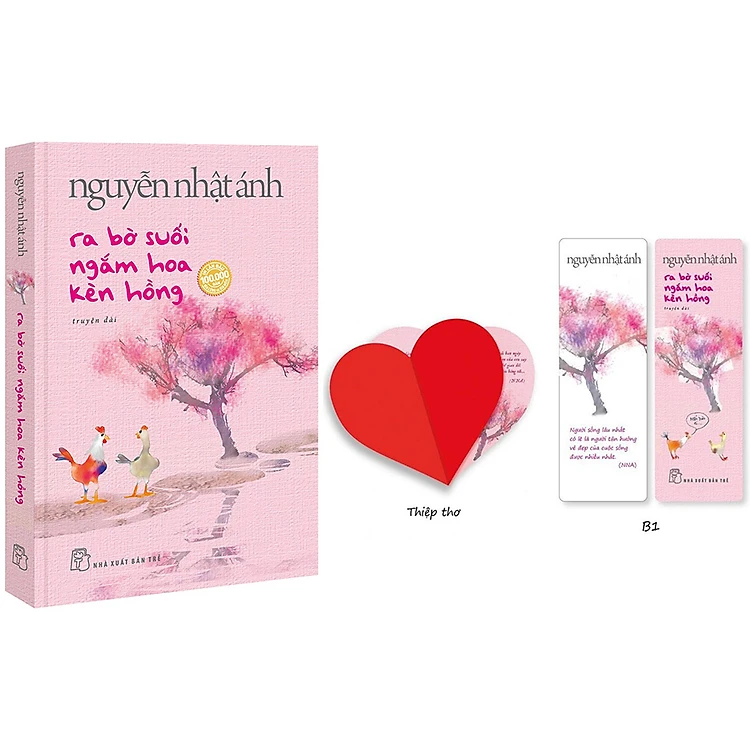 nguyễn nhật ánh
ra bờ suối
ngắm hoa
kèn hồng
100.000
truyện dài
NHÀ XUẤT BẢN TRẺ
nguyễn nhật ánh
ra bờ suối ngắm hoa kèn hồng
Thiệp thơ
nguyễn nhật ánh
Người sống lâu nhất
có lẽ là người tận hưởng
vẻ đẹp của cuộc sống
được nhiều nhất.
(NNA)
nguyễn nhật ánh
ra bờ suối
ngắm hoa
kèn hồng
truyện dài
NHÀ XUẤT BẢN TRẺ
B1